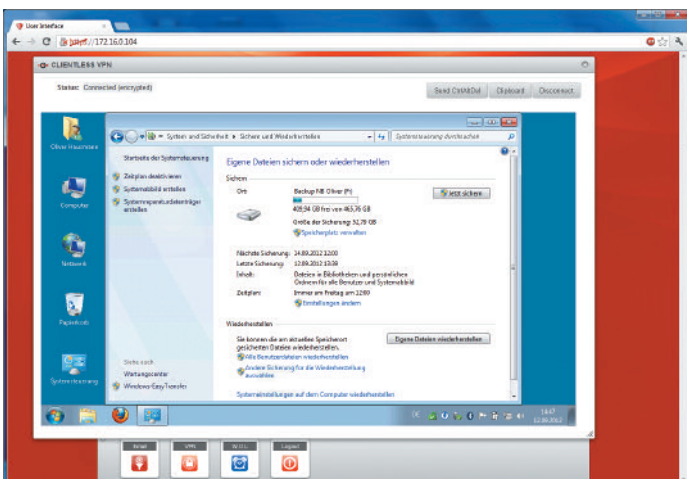 User Interface
https://172.16.0.104
CLIENTLESS VPN
Status: Connected (encrypted)
Send Ctrl/Alt/Del
Clipboard
Disconnect
System und Sicherheit ▸ Sichern und Wiederherstellen
Systemsteuerung durchsuchen
Computer
Netzwerk
Papierkorb
Systemsteuerung
Startseite der Systemsteuerung
Zeitplan deaktivieren
Systemabbild erstellen
Systemreparaturdatenträger
erstellen
Siehe auch
Wartungscenter
Windows-EasyTransfer
Eigene Dateien sichern oder wiederherstellen
Sichern
Ort:
Backup NB Oliver (F:)
Jetzt sichern
409,94 GB frei von 465,76 GB
Größe der Sicherung: 52,79 GB
Speicherplatz verwalten
Nächste Sicherung: 14.09.2012 12:00
Letzte Sicherung: 12.09.2012 13:39
Inhalt: Dateien in Bibliotheken und persönlichen
Ordnern für alle Benutzer und Systemabbild
Zeitplan: Immer am Freitag um 12:00
Einstellungen ändern
Wiederherstellen
Sie können die am aktuellen Speicherort
gesicherten Dateien wiederherstellen.
Eigene Dateien wiederherstellen
Alle Benutzerdateien wiederherstellen
Andere Sicherung für die Wiederherstellung
auswählen
Systemeinstellungen auf dem Computer wiederherstellen
14:47
12.09.2012
Email
VPN
W.O.L.
Logout